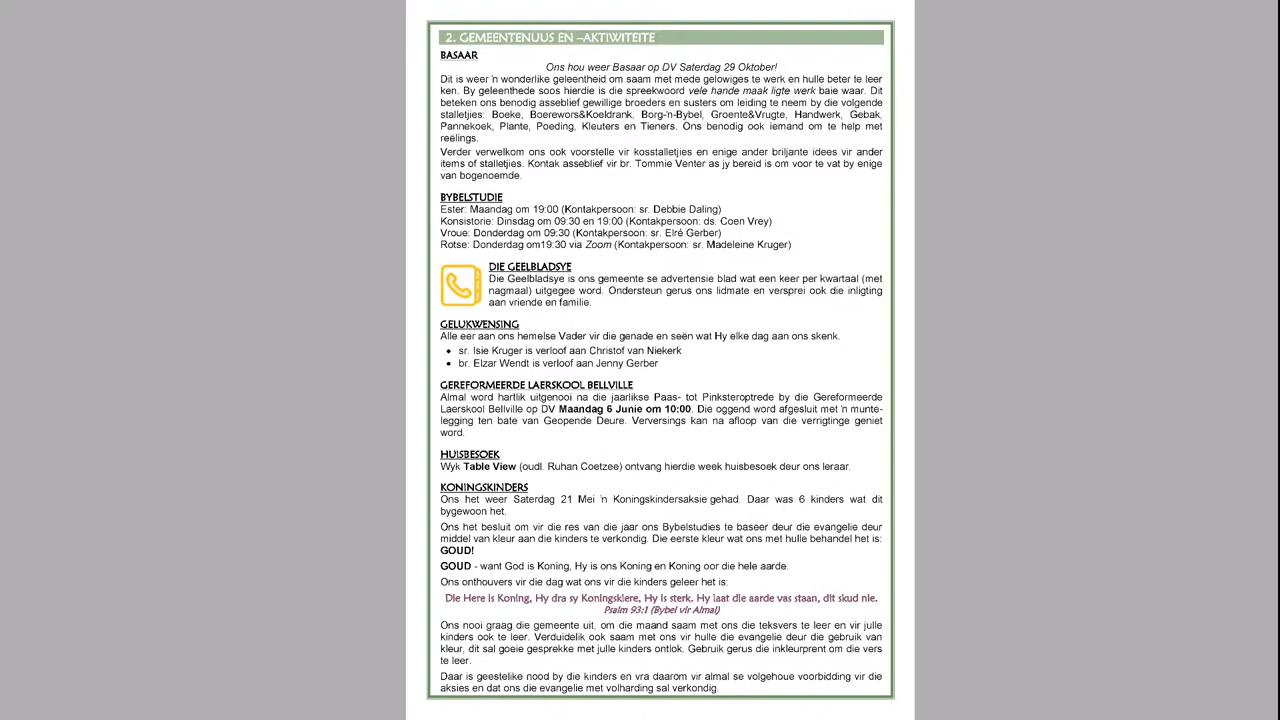 2. GEMEENTENUUS EN –AKTIWITEITE
BASAAR
Ons hou weer Basaar op DV Saterdag 29 Oktober!
Dit is weer 'n wonderlike geleentheid om saam met mede gelowiges te werk en hulle beter te leer
ken. By geleenthede soos hierdie is die spreekwoord vele hande maak ligte werk baie waar. Dit
beteken ons benodig asseblief gewillige broeders en susters om leiding te neem by die volgende
stalletjies: Boeke, Boerewors&Koeldrank, Borg-'n-Bybel, Groente&Vrugte, Handwerk, Gebak,
Pannekoek, Plante, Poeding, Kleuters en Tieners. Ons benodig ook iemand om te help met
reëlings.
Verder verwelkom ons ook voorstelle vir kosstalletjies en enige ander briljante idees vir ander
items of stalletjies. Kontak asseblief vir br. Tommie Venter as jy bereid is om voor te vat by enige
van bogenoemde.
BYBELSTUDIE
Ester: Maandag om 19:00 (Kontakpersoon: sr. Debbie Daling)
Konsistorie: Dinsdag om 09:30 en 19:00 (Kontakpersoon: ds. Coen Vrey)
Vroue: Donderdag om 09:30 (Kontakpersoon: sr. Elré Gerber)
Rotse: Donderdag om19:30 via Zoom (Kontakpersoon: sr. Madeleine Kruger)
DIE GEELBLADSYE
Die Geelbladsye is ons gemeente se advertensie blad wat een keer per kwartaal (met
nagmaal) uitgegee word. Ondersteun gerus ons lidmate en versprei ook die inligting
aan vriende en familie.
GELUKWENSING
Alle eer aan ons hemelse Vader vir die genade en seën wat Hy elke dag aan ons skenk.
• sr. Isie Kruger is verloof aan Christof van Niekerk
• br. Elzar Wendt is verloof aan Jenny Gerber
GEREFORMEERDE LAERSKOOL BELLVILLE
Almal word hartlik uitgenooi na die jaarlikse Paas- tot Pinksteroptrede by die Gereformeerde
Laerskool Bellville op DV Maandag 6 Junie om 10:00. Die oggend word afgesluit met 'n munte-
legging ten bate van Geopende Deure. Verversings kan na afloop van die verrigtinge geniet
word.
HUISBESOEK
Wyk Table View (oudl. Ruhan Coetzee) ontvang hierdie week huisbesoek deur ons leraar.
KONINGSKINDERS
Ons het weer Saterdag 21 Mei 'n Koningskindersaksie gehad. Daar was 6 kinders wat dit
bygewoon het.
Ons het besluit om vir die res van die jaar ons Bybelstudies te baseer deur die evangelie deur
middel van kleur aan die kinders te verkondig. Die eerste kleur wat ons met hulle behandel het is:
GOUD!
GOUD - want God is Koning, Hy is ons Koning en Koning oor die hele aarde.
Ons onthouvers vir die dag wat ons vir die kinders geleer het is:
Die Here is Koning, Hy dra sy Koningsklere, Hy is sterk. Hy laat die aarde vas staan, dit skud nie.
Psalm 93:1 (Bybel vir Almal)
Ons nooi graag die gemeente uit, om die maand saam met ons die teksvers te leer en vir julle
kinders ook te leer. Verduidelik ook saam met ons vir hulle die evangelie deur die gebruik van
kleur, dit sal goeie gesprekke met julle kinders ontlok. Gebruik gerus die inkleurprent om die vers
te leer.
Daar is geestelike nood by die kinders en vra daarom vir almal se volgehoue voorbidding vir die
aksies en dat ons die evangelie met volharding sal verkondig.